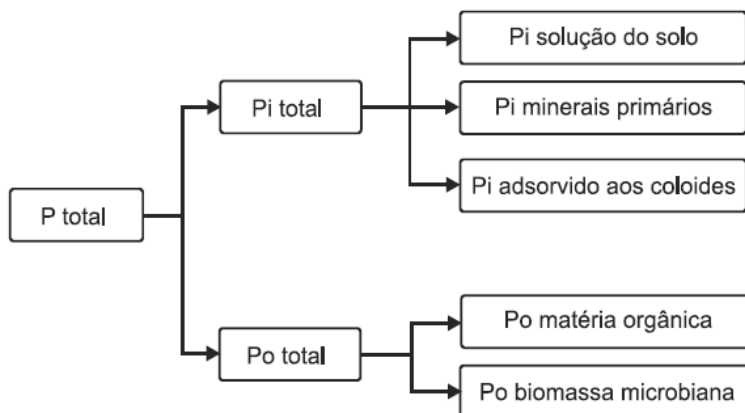 Pi solução do solo
Pi total
Pi minerais primários
Pi adsorvido aos coloides
P total
Po matéria orgânica
Po total
Po biomassa microbiana